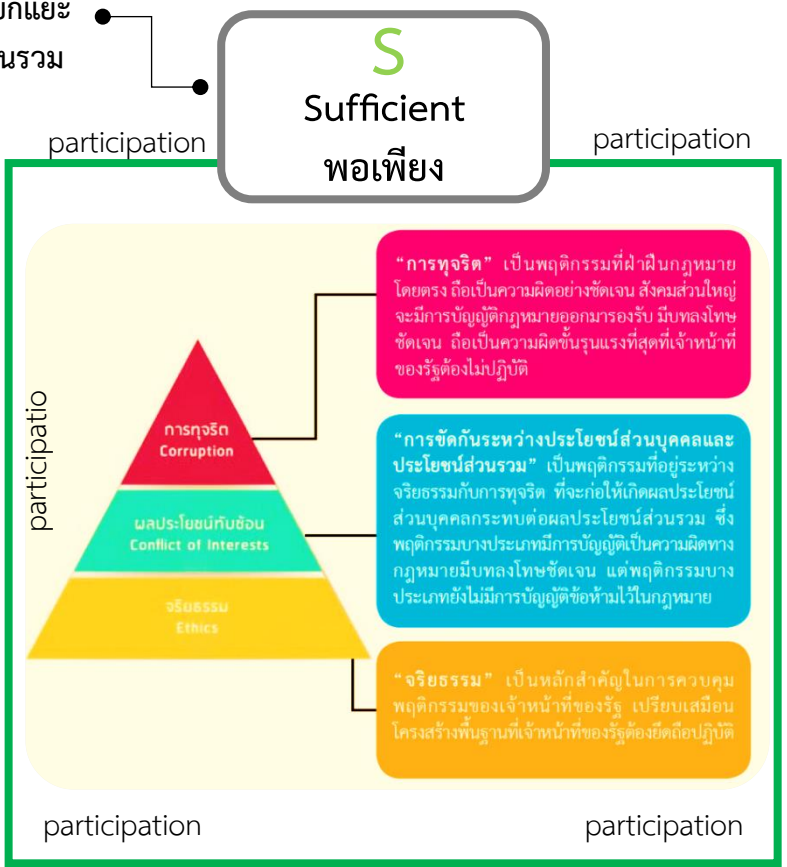 ยกแยะ
นรวม
S
Sufficient
พอเพียง
participation
participation
“การทุจริต” เป็นพฤติกรรมที่ฝ่าฝืนกฎหมาย
โดยตรง ถือเป็นความผิดอย่างชัดเจน สังคมส่วนใหญ่
จะมีการบัญญัติกฎหมายออกมารองรับ มีบทลงโทษ
ชัดเจน ถือเป็นความผิดขั้นรุนแรงที่สุดที่เจ้าหน้าที่
ของรัฐต้องไม่ปฏิบัติ
participatio
การทุจริต
Corruption
ผลประโยชน์ทับซ้อน
Conflict of Interests
จริยธรรม
Ethics
“การขัดกันระหว่างประโยชน์ส่วนบุคคลและ
ประโยชน์ส่วนรวม” เป็นพฤติกรรมที่อยู่ระหว่าง
จริยธรรมกับการทุจริต ที่จะก่อให้เกิดผลประโยชน์
ส่วนบุคคลกระทบต่อผลประโยชน์ส่วนรวม ซึ่ง
พฤติกรรมบางประเภทมีการบัญญัติเป็นความผิดทาง
กฎหมายมีบทลงโทษชัดเจน แต่พฤติกรรมบาง
ประเภทยังไม่มีการบัญญัติข้อห้ามไว้ในกฎหมาย
“จริยธรรม” เป็นหลักสำคัญในการควบคุม
พฤติกรรมของเจ้าหน้าที่ของรัฐ เปรียบเสมือน
โครงสร้างพื้นฐานที่เจ้าหน้าที่ของรัฐต้องยึดถือปฏิบัติ
participation
participation